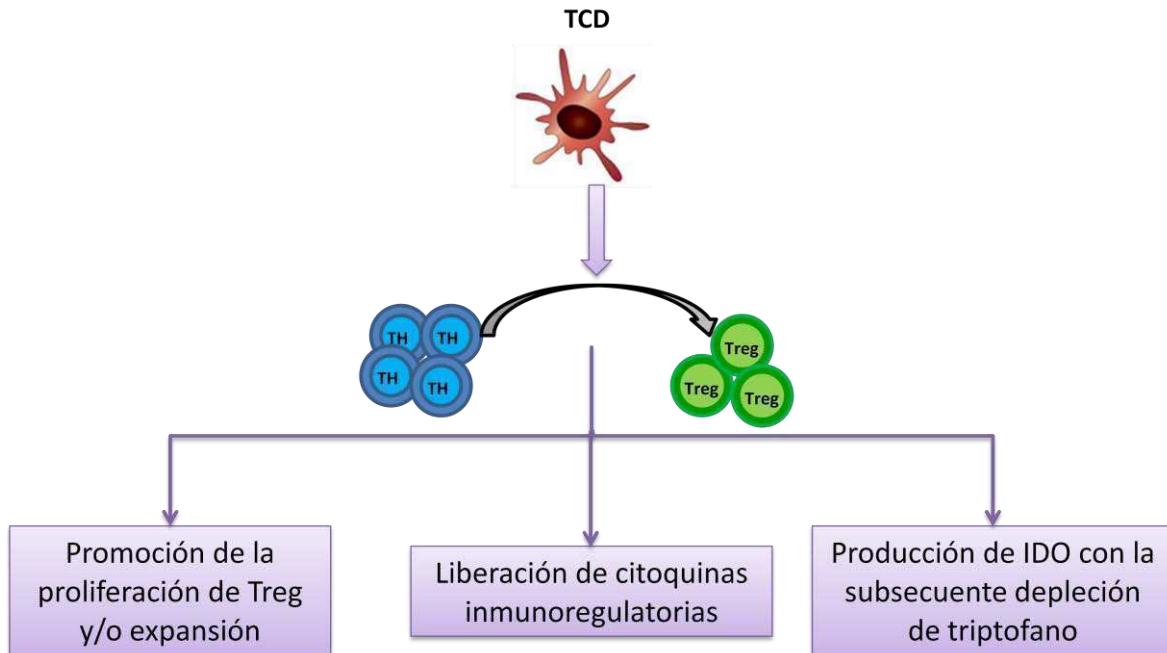 TCD
TH
TH
TH
TH
Treg
Treg
Treg
Promoción de la
proliferación de Treg
y/o expansión
Liberación de citoquinas
inmunoregulatorias
Producción de IDO con la
subsecuente depleción
de triptofano